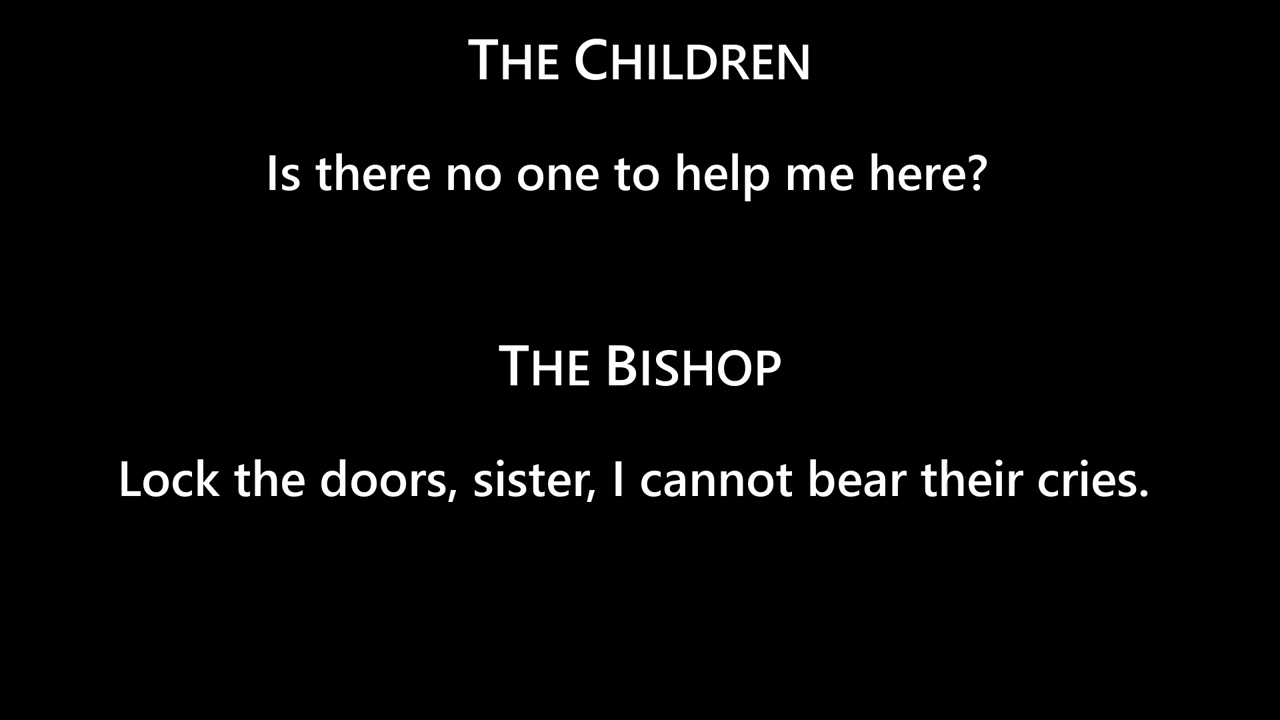 THE CHILDREN
Is there no one to help me here?
THE BISHOP
Lock the doors, sister, I cannot bear their cries.